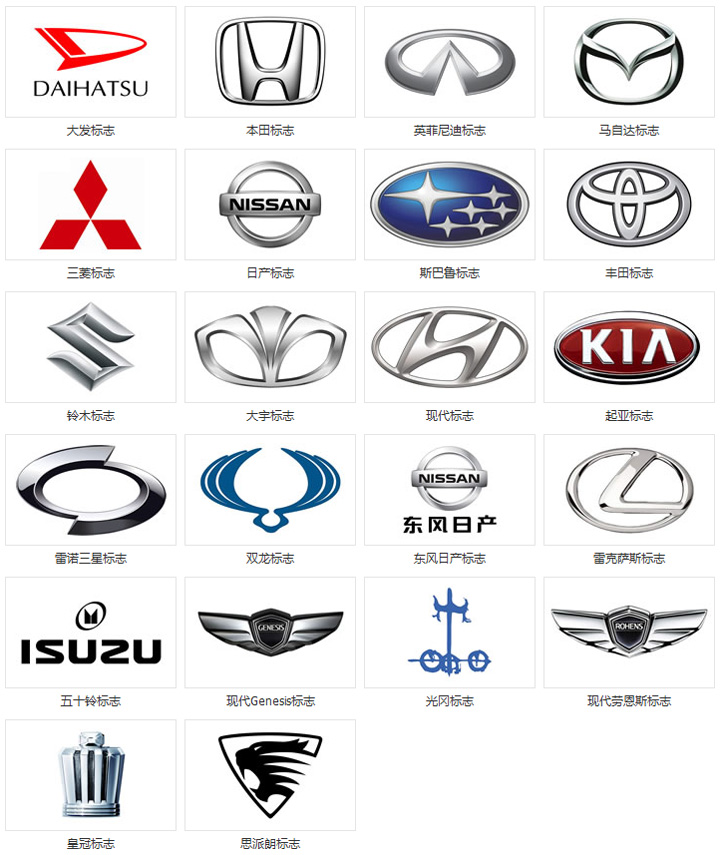 DAIHATSU
大发标志
本田标志
英菲尼迪标志
马自达标志
NISSAN
三菱标志
日产标志
斯巴鲁标志
丰田标志
KIA
铃木标志
大宇标志
现代标志
起亚标志
NISSAN
东风日产
雷诺三星标志
双龙标志
东风日产标志
雷克萨斯标志
ISUZU
GENESIS
ROHENS
五十铃标志
现代Genesis标志
光冈标志
现代劳恩斯标志
皇冠标志
思派朗标志